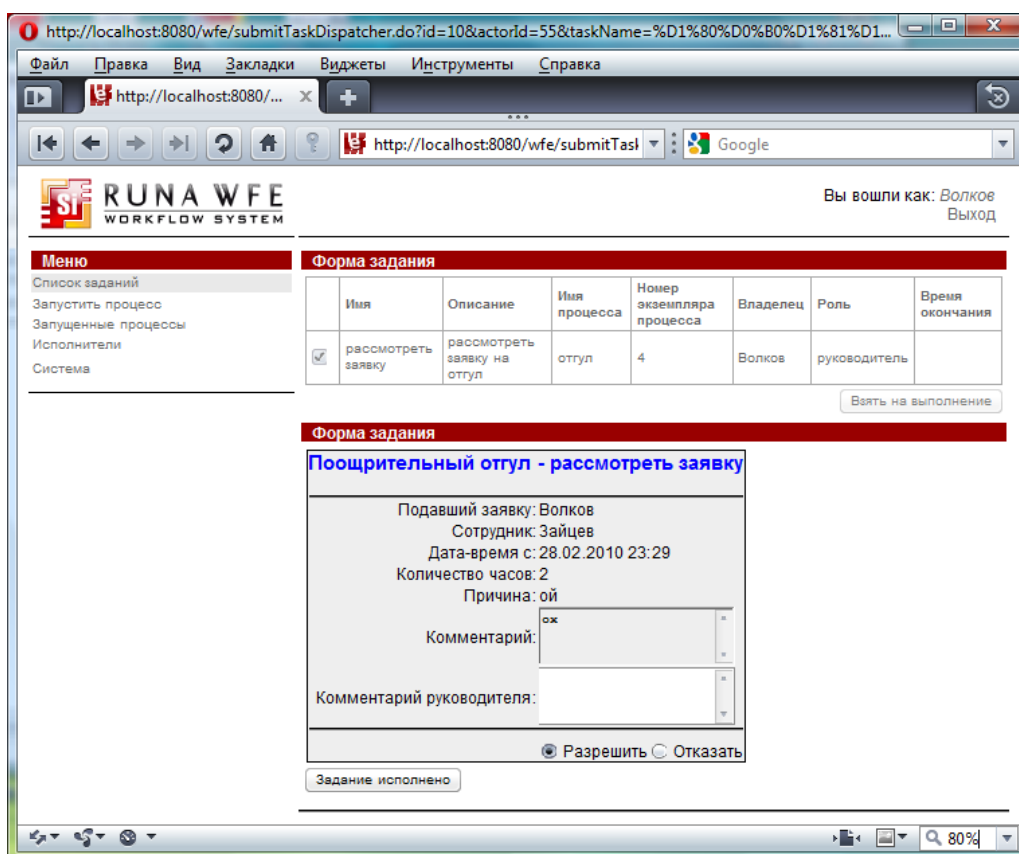 http://localhost:8080/wfe/submitTaskDispatcher.do?id=10&actorId=55&taskName=%D1%80%D0%B0%D1%81%D1...
Файл Правка Вид Закладки Виджеты Инструменты Справка
http://localhost:8080/...
http://localhost:8080/wfe/submitTask
Google
RUNA WFE
WORKFLOW SYSTEM
Вы вошли как: Волков
Выход
Меню
Список заданий
Запустить процесс
Запущенные процессы
Исполнители
Система
Форма задания
Имя
Описание
Имя процесса
Номер экземпляра процесса
Владелец
Роль
Время окончания
рассмотреть заявку
рассмотреть заявку на отгул
отгул
4
Волков
руководитель
Взять на выполнение
Форма задания
Поощрительный отгул - рассмотреть заявку
Подавший заявку: Волков
Сотрудник: Зайцев
Дата-время с: 28.02.2010 23:29
Количество часов: 2
Причина: ой
Комментарий: ох
Комментарий руководителя:
Разрешить Отказать
Задание исполнено
80%